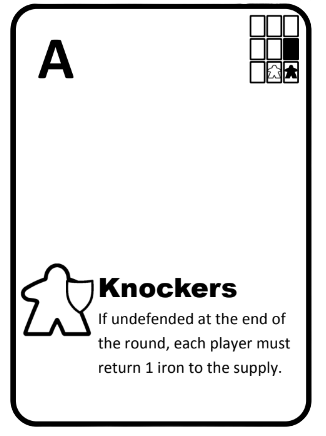 A
Knockers
If undefended at the end of
the round, each player must
return 1 iron to the supply.